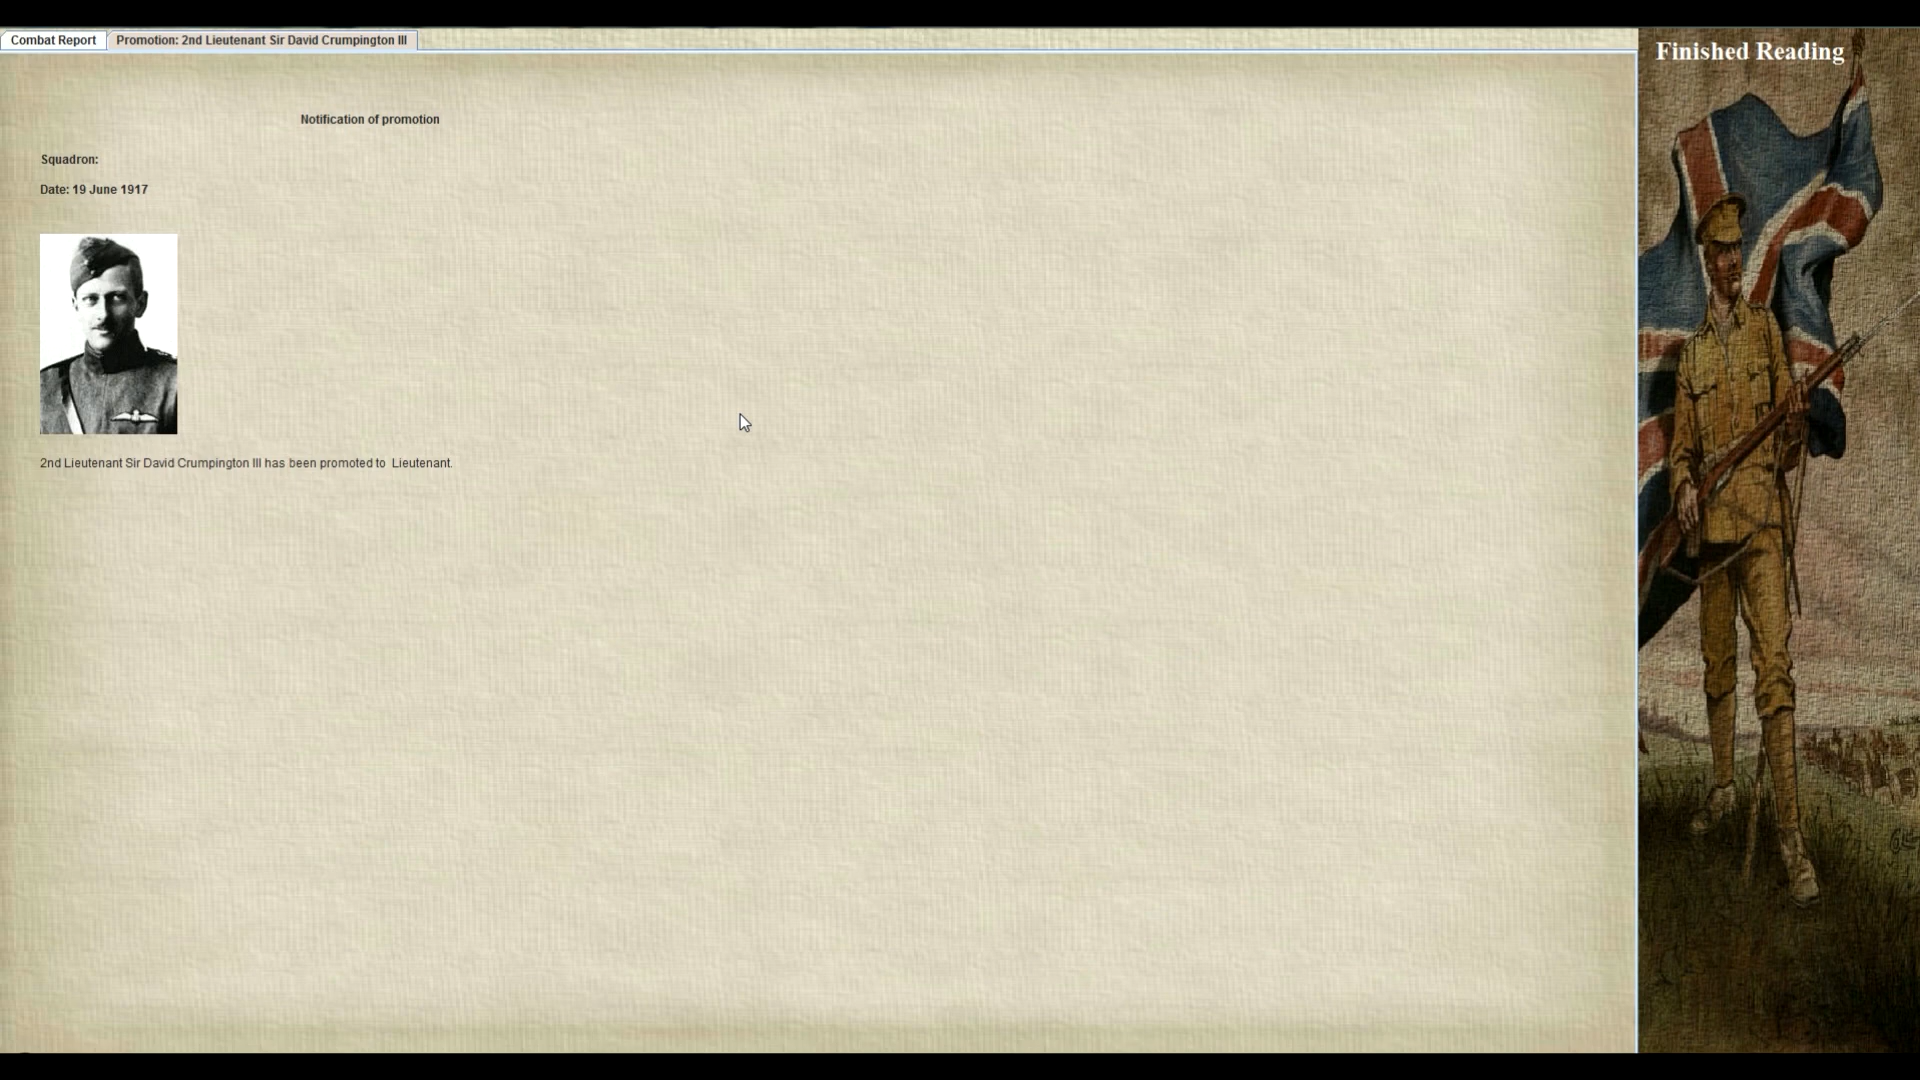 Combat Report
Promotion: 2nd Lieutenant Sir David Crumpington III
Finished Reading
Notification of promotion
Squadron:
Date: 19 June 1917
2nd Lieutenant Sir David Crumpington III has been promoted to  Lieutenant.